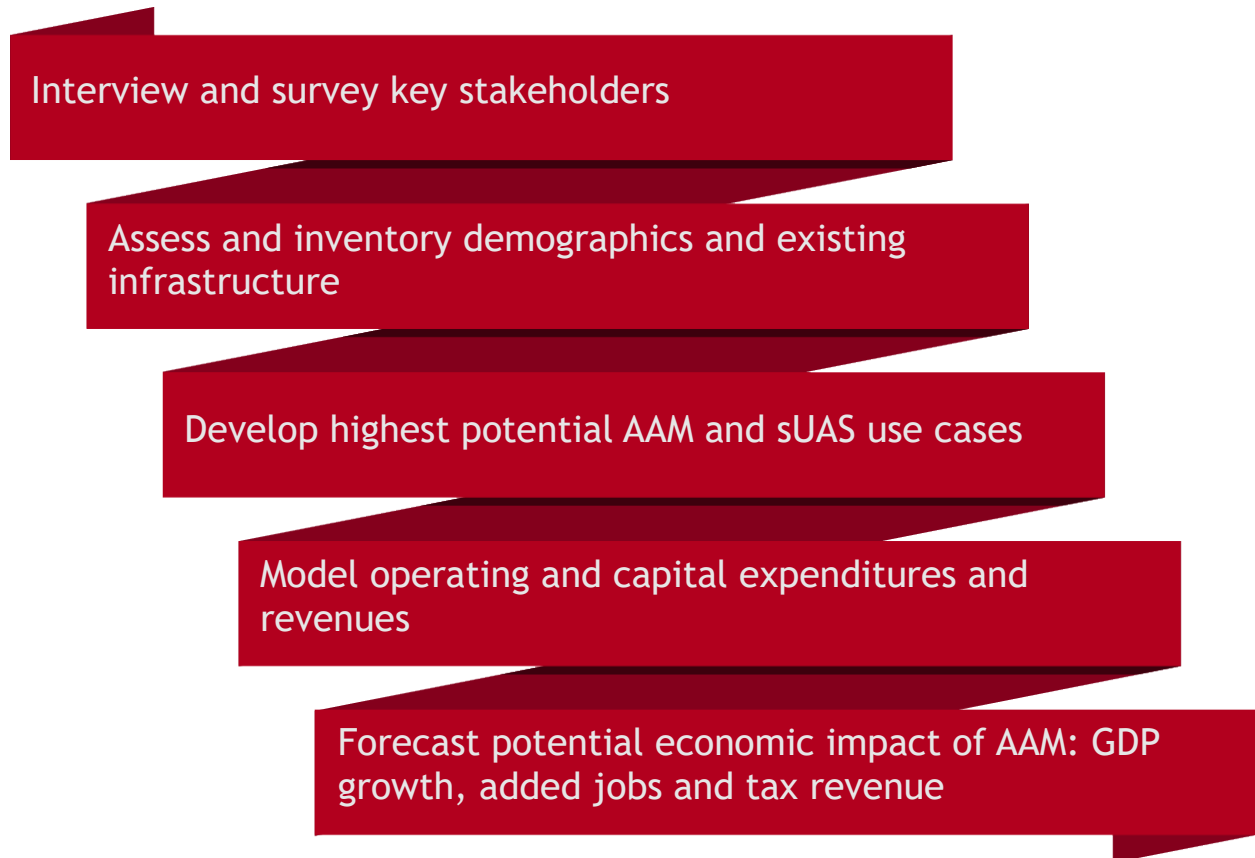 Interview and survey key stakeholders
Assess and inventory demographics and existing
infrastructure
Develop highest potential AAM and sUAS use cases
Model operating and capital expenditures and
revenues
Forecast potential economic impact of AAM: GDP
growth, added jobs and tax revenue